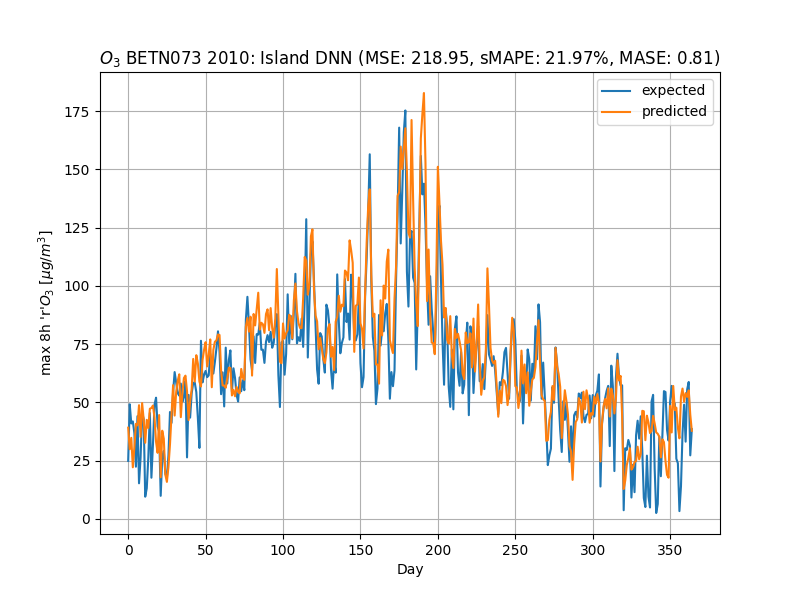 O3 BETN073 2010: Island DNN (MSE: 218.95, sMAPE: 21.97%, MASE: 0.81)
expected
predicted
max 8h 'r'O3 [μg/m³]
175
150
125
100
75
50
25
0
0 50 100 150 200 250 300 350
Day